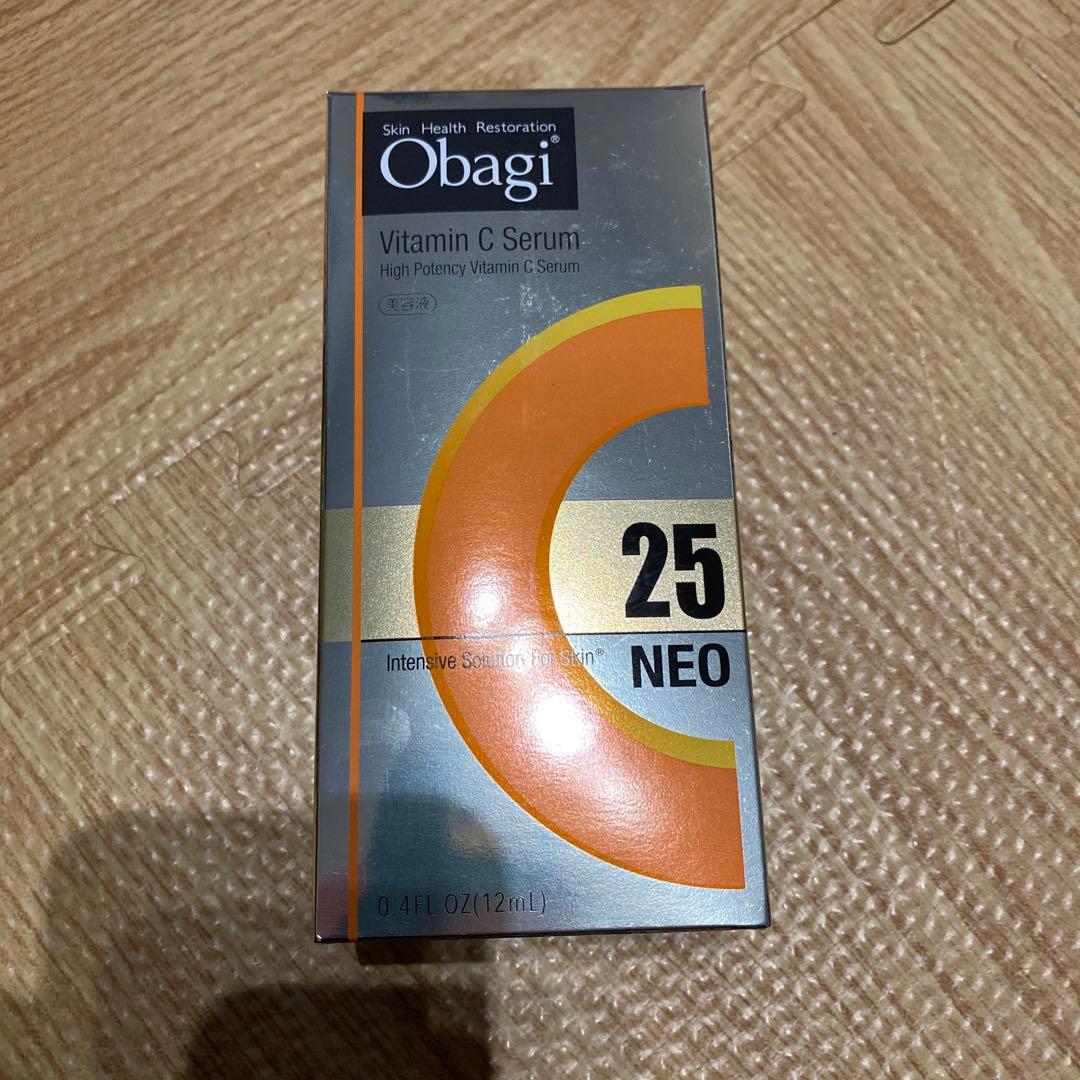 Skin Health Restoration
Obagi®
Vitamin C Serum
High Potency Vitamin C Serum
美容液
25
Intensive Solution For Skin®
NEO
0.4FL OZ(12mL)